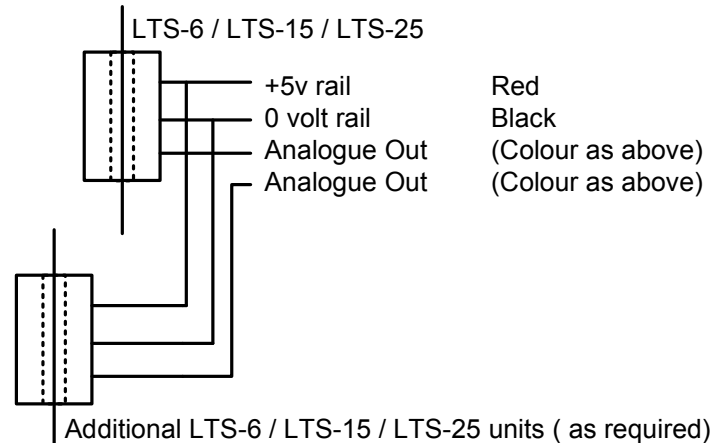 LTS-6 / LTS-15 / LTS-25
+5v rail Red
0 volt rail Black
Analogue Out (Colour as above)
Analogue Out (Colour as above)
Additional LTS-6 / LTS-15 / LTS-25 units ( as required)